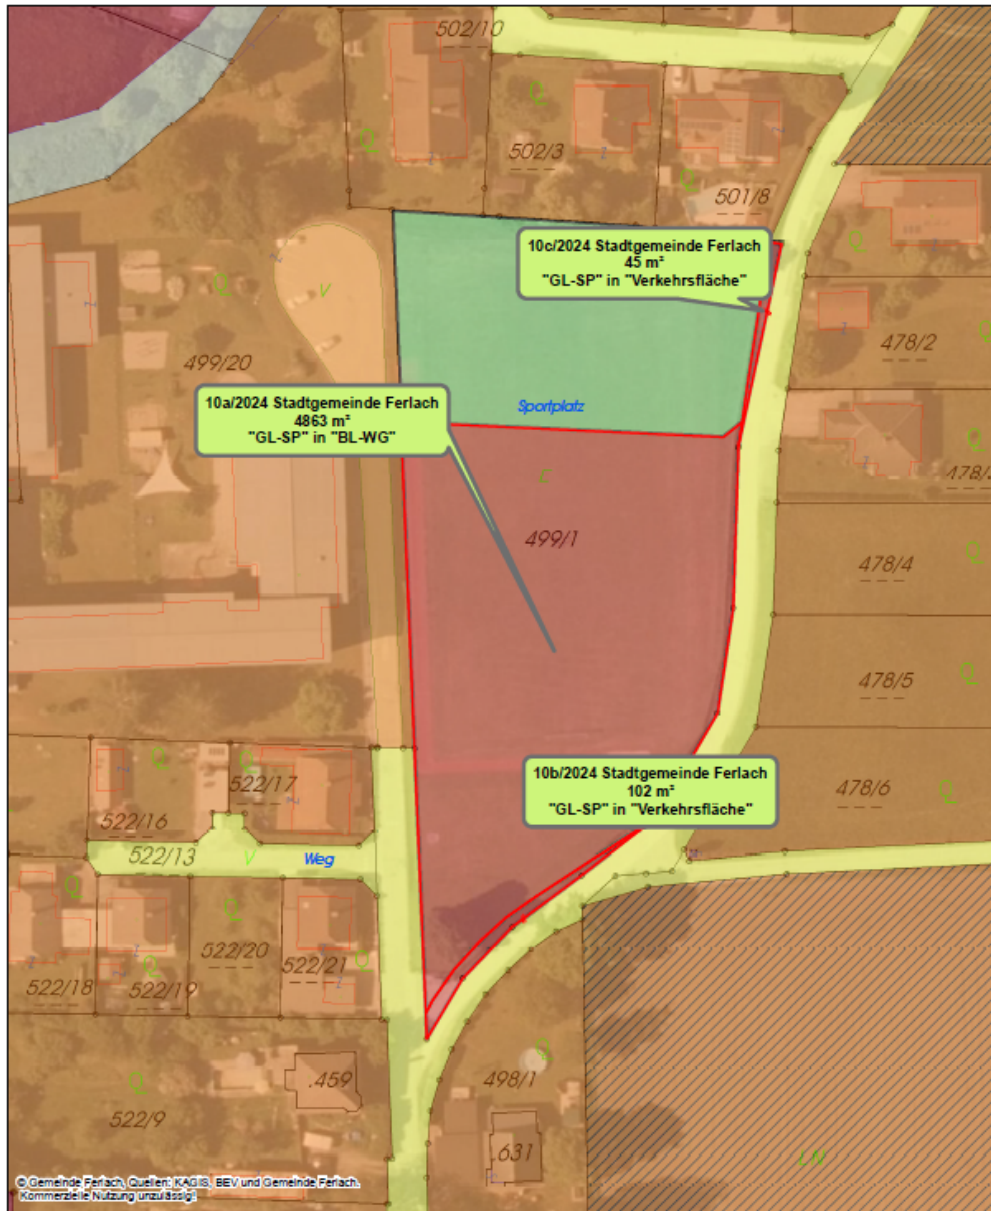 502/10
Q
Q
502/3
Q
501/8
10c/2024 Stadtgemeinde Ferlach
45 m²
"GL-SP" in "Verkehrsfläche"
Q
Q
V
499/20
478/2
Q
10a/2024 Stadtgemeinde Ferlach
4863 m²
"GL-SP" in "BL-WG"
Sportplatz
Q
499/1
478/4
Q
478/5
Q
10b/2024 Stadtgemeinde Ferlach
102 m²
"GL-SP" in "Verkehrsfläche"
478/6
Q
Q
Q
522/17
522/16
522/13
V
Weg
Q
Q
522/20
522/21
Q
522/18
522/19
Q
Q
.459
498/1
Q
522/9
.631
LN
© Gemeinde Ferlach, Quellen: KAGIS, BEV und Gemeinde Ferlach.
Kommerzielle Nutzung unzulässig!